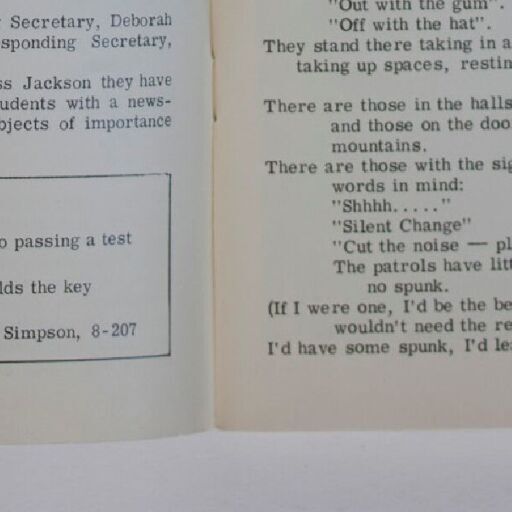 Secretary, Deborah
sponding Secretary,
ss Jackson they have
udents with a news-
bjects of importance
o passing a test
lds the key
Simpson, 8-207
"Out with the gum".
"Off with the hat".
They stand there taking in a
taking up spaces, restin
There are those in the halls
and those on the doo
mountains.
There are those with the sig
words in mind:
"Shhhh....."
"Silent Change"
"Cut the noise — pl
The patrols have litt
no spunk.
(If I were one, I'd be the be
wouldn't need the re
I'd have some spunk, I'd le